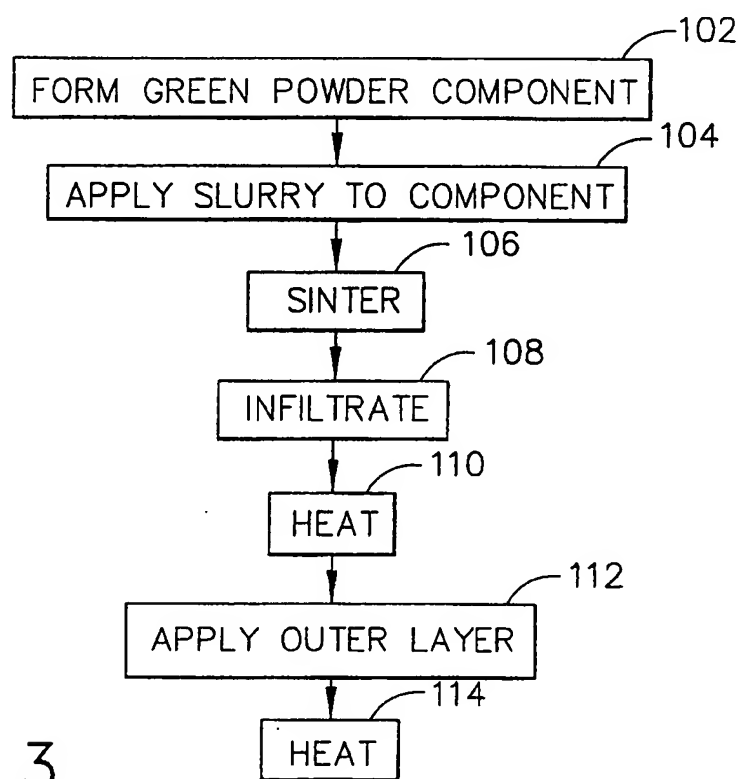 102
FORM GREEN POWDER COMPONENT
104
APPLY SLURRY TO COMPONENT
106
SINTER
108
INFILTRATE
110
HEAT
112
APPLY OUTER LAYER
114
HEAT
3